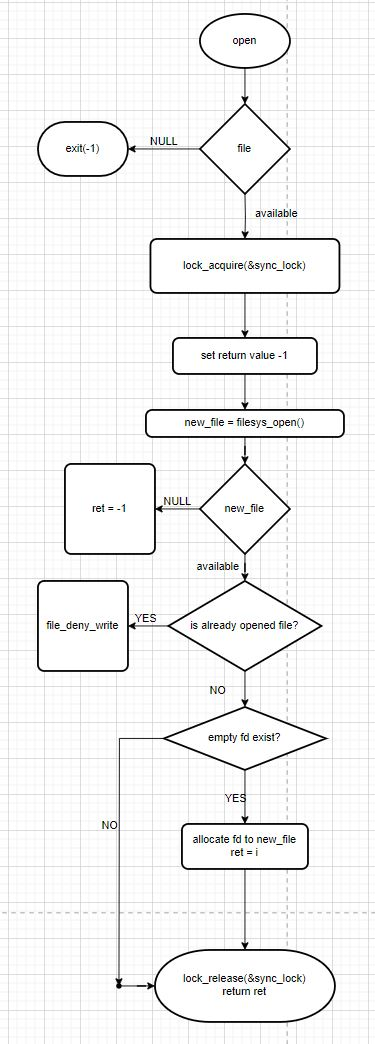 open
file
NULL
exit(-1)
available
lock_acquire(&sync_lock)
set return value -1
new_file = filesys_open()
new_file
NULL
ret = -1
available
is already opened file?
YES
file_deny_write
NO
empty fd exist?
YES
NO
allocate fd to new_file
ret = i
lock_release(&sync_lock)
return ret